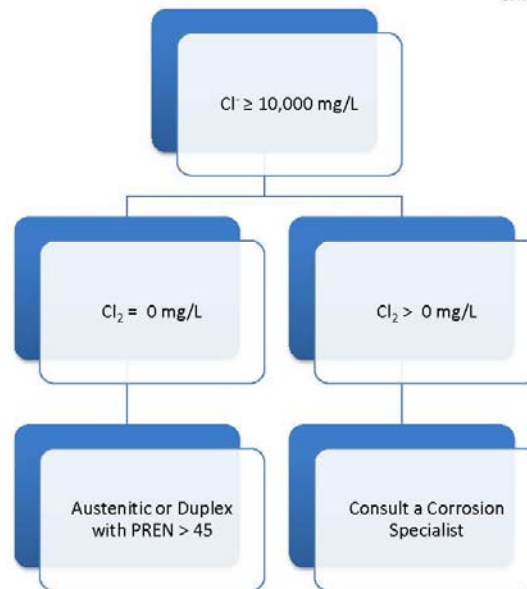 Cl⁻ ≥ 10,000 mg/L
Cl₂ = 0 mg/L
Cl₂ > 0 mg/L
Austenitic or Duplex
with PREN > 45
Consult a Corrosion
Specialist